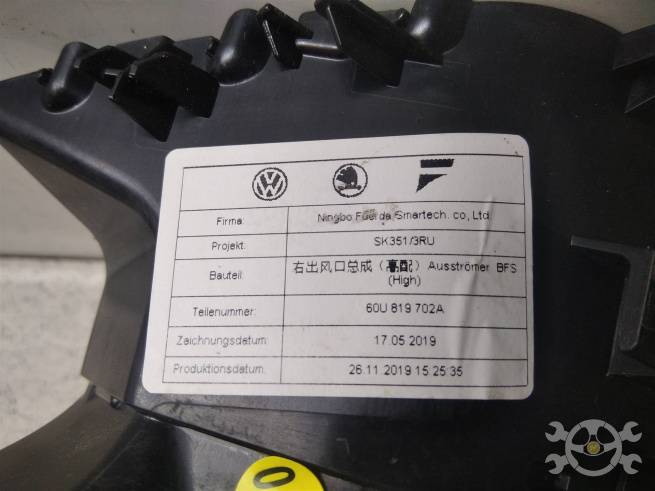 Firma: Ningbo Fuerda Smartech. co, Ltd.
Projekt: SK351/3RU
Bauteil: 右出风口总成（高配）Ausströmer BFS
(High)
Teilenummer: 60U 819 702A
Zeichnungsdatum: 17.05 2019
Produktionsdatum: 26.11 2019 15 25 35
0